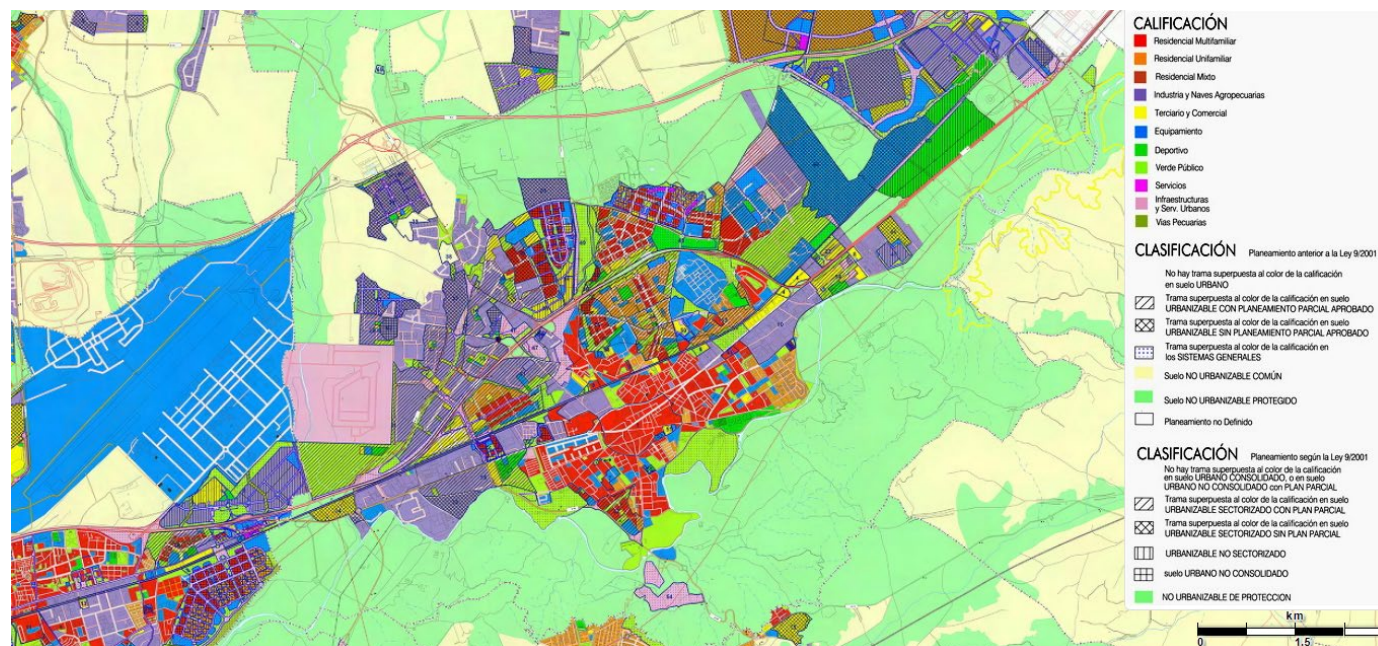 CALIFICACIÓN
Residencial Multifamiliar
Residencial Unifamiliar
Residencial Mixto
Industria y Naves Agropecuarias
Terciario y Comercial
Equipamiento
Deportivo
Verde Público
Servicios
Infraestructuras
y Serv. Urbanos
Vias Pecuarias
CLASIFICACIÓN Planeamiento anterior a la Ley 9/2001
No hay trama superpuesta al color de la calificación
en suelo URBANO
Trama superpuesta al color de la calificación en suelo
URBANIZABLE CON PLANEAMIENTO PARCIAL APROBADO
Trama superpuesta al color de la calificación en suelo
URBANIZABLE SIN PLANEAMIENTO PARCIAL APROBADO
Trama superpuesta al color de la calificación en
los SISTEMAS GENERALES
Suelo NO URBANIZABLE COMÚN
Suelo NO URBANIZABLE PROTEGIDO
Planeamiento no Definido
CLASIFICACIÓN Planeamiento según la Ley 9/2001
No hay trama superpuesta al color de la calificación
en suelo URBANO CONSOLIDADO, o en suelo
URBANO NO CONSOLIDADO con PLAN PARCIAL
Trama superpuesta al color de la calificación en suelo
URBANIZABLE SECTORIZADO CON PLAN PARCIAL
Trama superpuesta al color de la calificación en suelo
URBANIZABLE SECTORIZADO SIN PLAN PARCIAL
URBANIZABLE NO SECTORIZADO
suelo URBANO NO CONSOLIDADO
NO URBANIZABLE DE PROTECCION
km
0 1.5